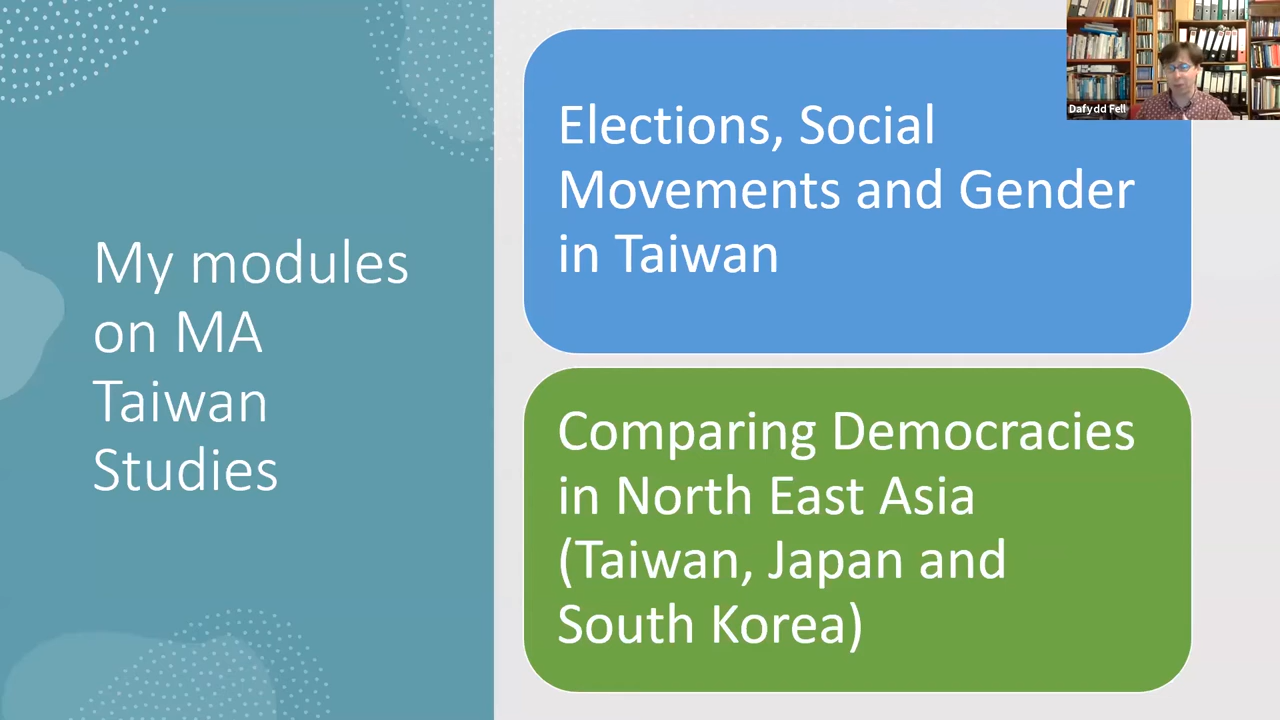 My modules
on MA
Taiwan
Studies
Elections, Social
Movements and Gender
in Taiwan
Comparing Democracies
in North East Asia
(Taiwan, Japan and
South Korea)
Dafydd Fell